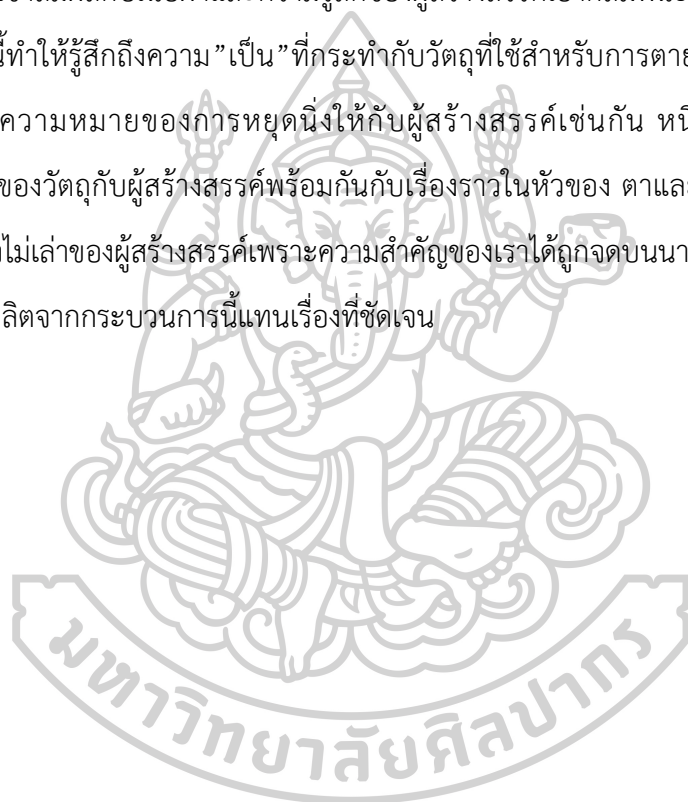 นี้ทำให้รู้สึกถึงความ”เป็น”ที่กระทำกับวัตถุที่ใช้สำหรับการตาย
ความหมายของการหยุดนิ่งให้กับผู้สร้างสรรค์เช่นกัน
ของวัตถุกับผู้สร้างสรรค์พร้อมกันกับเรื่องราวในหัวของ ตาและ
ไม่เล่าของผู้สร้างสรรค์เพราะความสำคัญของเราได้ถูกจดบน
ลิตจากกระบวนการนี้แทนเรื่องที่ชัดเจน
มหาวิทยาลัยศิลปากร